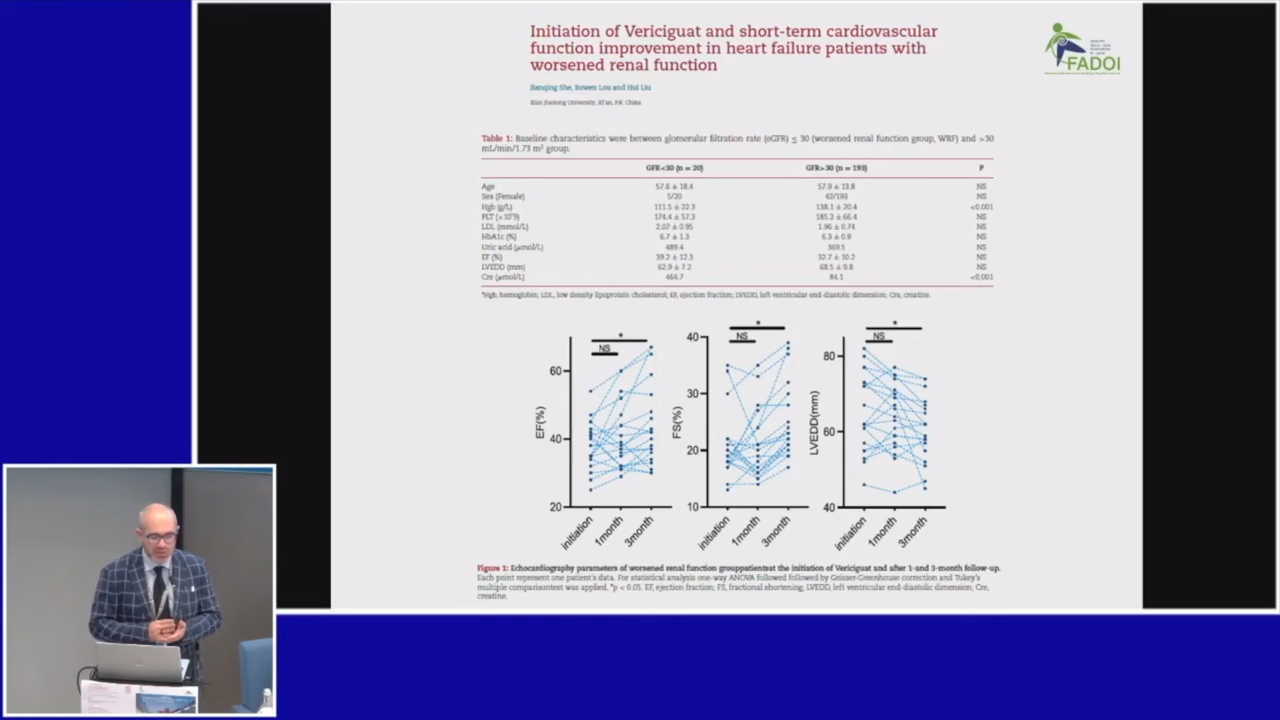 Initiation of Vericiguat and short-term cardiovascular
function improvement in heart failure patients with
worsened renal function
FADOI
Jianqing She, Bowen Lou and Hui Liu
Xian Jiaotong University, Xi'an, P.R. China
Table 1: Baseline characteristics were between glomerular filtration rate (eGFR) ≤ 30 (worsened renal function group, WRF) and >30
mL/min/1.73 m² group.
GFR<30 (n = 20) GFR>30 (n = 193) P
Age 57.6 ± 18.4 57.9 ± 13.8 NS
Sex (Female) 5/20 42/193 NS
Hgb (g/L) 111.5 ± 22.3 138.1 ± 20.4 <0.001
PLT (×10^9) 174.4 ± 57.3 185.3 ± 66.4 NS
LDL (mmol/L) 2.07 ± 0.95 1.96 ± 0.74 NS
HbA1c (%) 6.7 ± 1.3 6.3 ± 0.9 NS
Uric acid (μmol/L) 489.4 369.5 NS
EF (%) 39.2 ± 12.3 32.7 ± 10.2 NS
LVEDD (mm) 62.9 ± 7.2 68.5 ± 9.8 NS
Cre (μmol/L) 464.7 84.1 <0.001
*Hgb, hemoglobin; LDL, low density lipoprotein cholesterol; EF, ejection fraction; LVEDD, left ventricular end-diastolic dimension; Cre, creatine.
EF(%)
60
40
20
*
NS
initiation
1month
3month
FS(%)
40
30
20
10
*
NS
initiation
1month
3month
LVEDD(mm)
80
60
40
*
NS
initiation
1month
3month
Figure 1: Echocardiography parameters of worsened renal function grouppatientsat the initiation of Vericiguat and after 1-and 3-month follow-up.
Each point represent one patient's data. For statistical analysis one-way ANOVA followed followed by Geisser-Greenhouse correction and Tukey's
multiple comparisontest was applied, *p < 0.05. EF, ejection fraction; FS, fractional shortening; LVEDD, left ventricular end-diastolic dimension; Cre,
creatine.